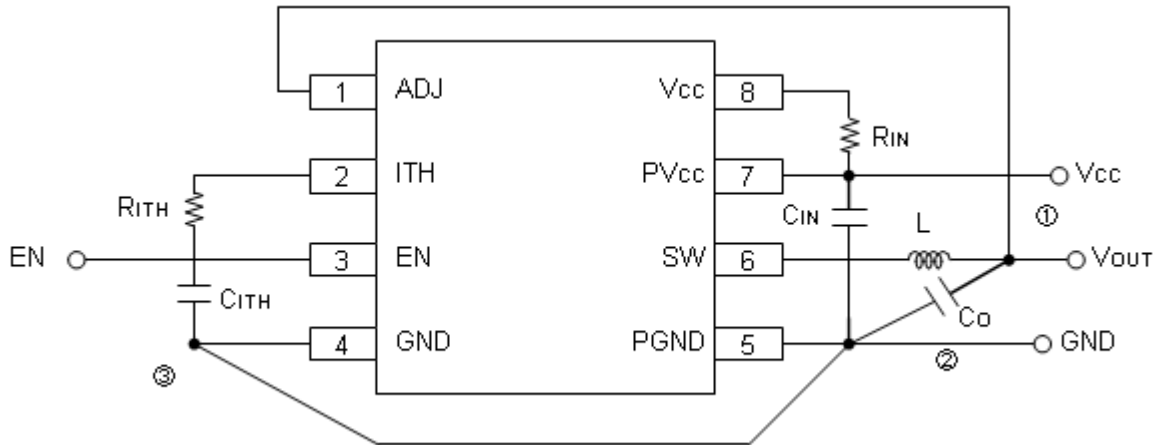 1 ADJ Vcc 8
RIN
2 ITH PVcc 7 Vcc
RITH
CIN L ①
EN 3 EN SW 6 VOUT
CITH
CO
4 GND PGND 5 GND
③ ②